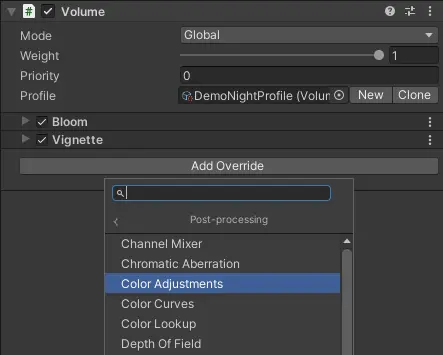 Volume
Mode Global
Weight 1
Priority 0
Profile DemoNightProfile (Volum New Clone
Bloom
Vignette
Add Override
Post-processing
Channel Mixer
Chromatic Aberration
Color Adjustments
Color Curves
Color Lookup
Depth Of Field